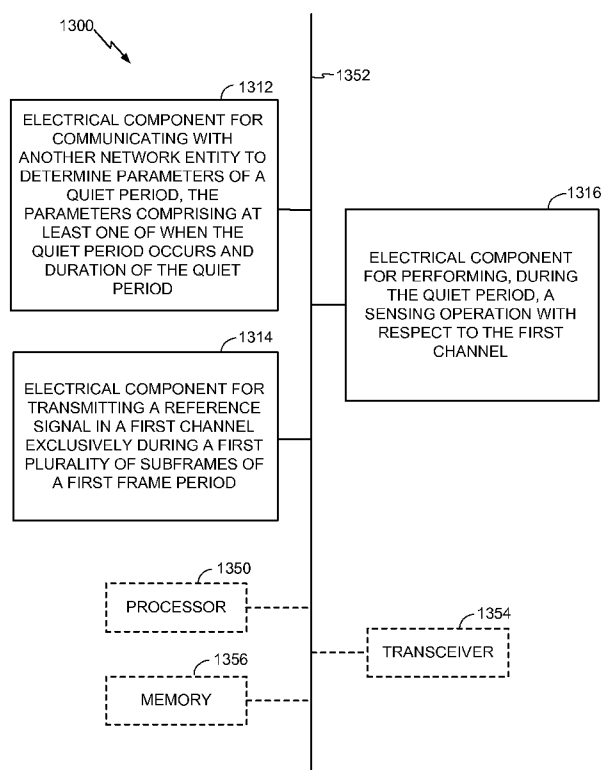 1300
1352
1312
ELECTRICAL COMPONENT FOR
COMMUNICATING WITH
ANOTHER NETWORK ENTITY TO
DETERMINE PARAMETERS OF A
QUIET PERIOD, THE
PARAMETERS COMPRISING AT
LEAST ONE OF WHEN THE
QUIET PERIOD OCCURS AND
DURATION OF THE QUIET
PERIOD
1316
ELECTRICAL COMPONENT
FOR PERFORMING, DURING
THE QUIET PERIOD, A
SENSING OPERATION WITH
RESPECT TO THE FIRST
CHANNEL
1314
ELECTRICAL COMPONENT FOR
TRANSMITTING A REFERENCE
SIGNAL IN A FIRST CHANNEL
EXCLUSIVELY DURING A FIRST
PLURALITY OF SUBFRAMES OF
A FIRST FRAME PERIOD
1350
PROCESSOR
1354
TRANSCEIVER
1356
MEMORY